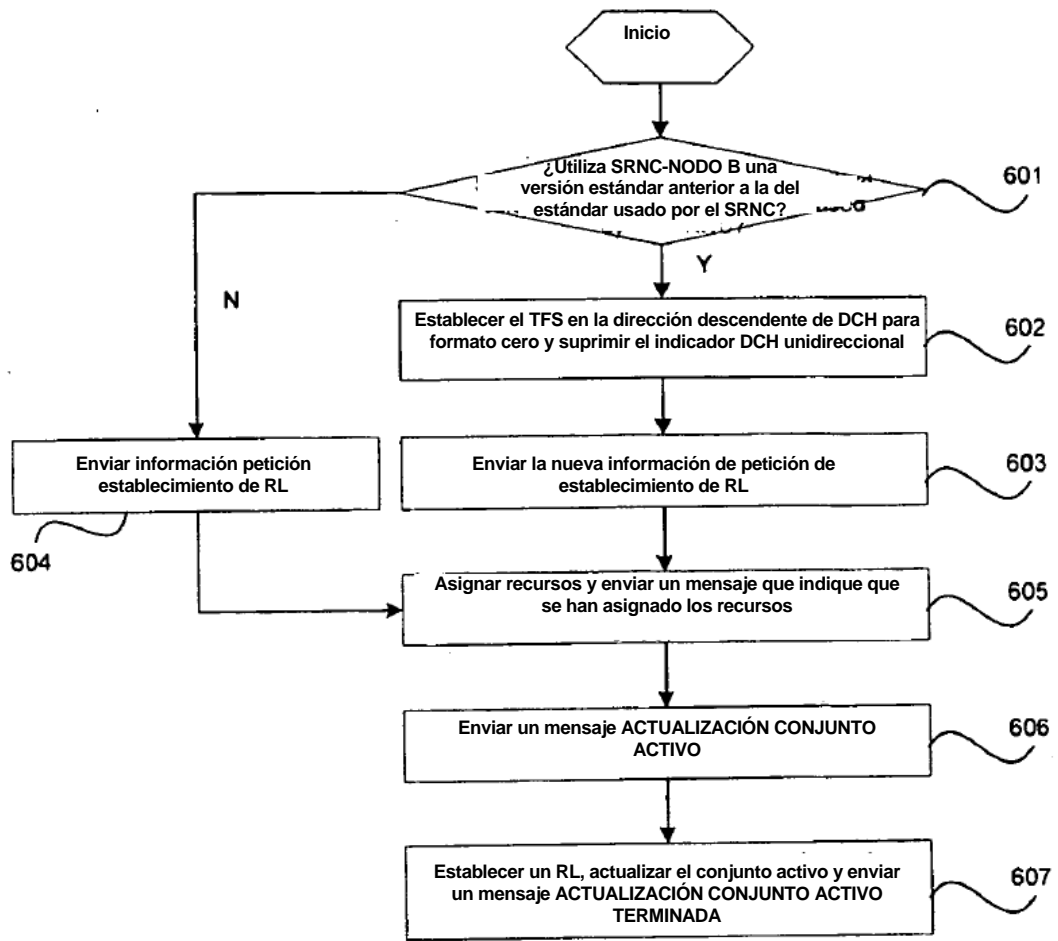 Inicio
¿Utiliza SRNC-NODO B una
versión estándar anterior a la del
estándar usado por el SRNC?
601
N
Y
Establecer el TFS en la dirección descendente de DCH para
formato cero y suprimir el indicador DCH unidireccional
602
Enviar información petición
establecimiento de RL
604
Enviar la nueva información de petición de
establecimiento de RL
603
Asignar recursos y enviar un mensaje que indique que
se han asignado los recursos
605
Enviar un mensaje ACTUALIZACIÓN CONJUNTO
ACTIVO
606
Establecer un RL, actualizar el conjunto activo y enviar
un mensaje ACTUALIZACIÓN CONJUNTO ACTIVO
TERMINADA
607